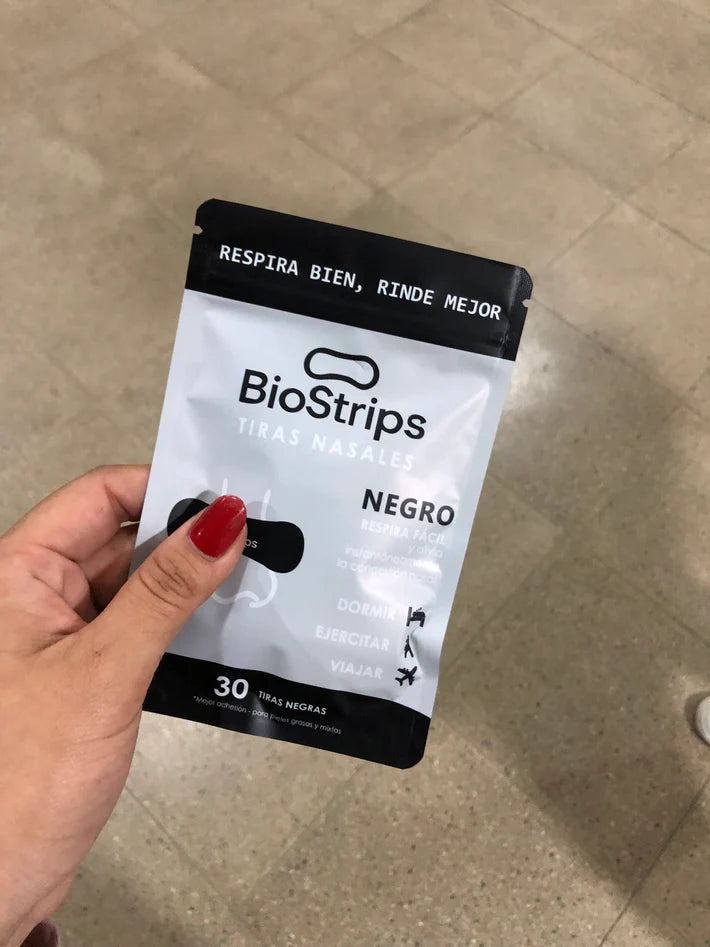 RESPIRA BIEN, RINDE MEJOR
BioStrips
TIRAS NASALES
NEGRO
RESPIRA FÁCIL
y alivia
la congestión
DORMIR
EJERCITAR
VIAJAR
30 TIRAS NEGRAS
*Mejor adhesión - para pieles grasas y mixtas